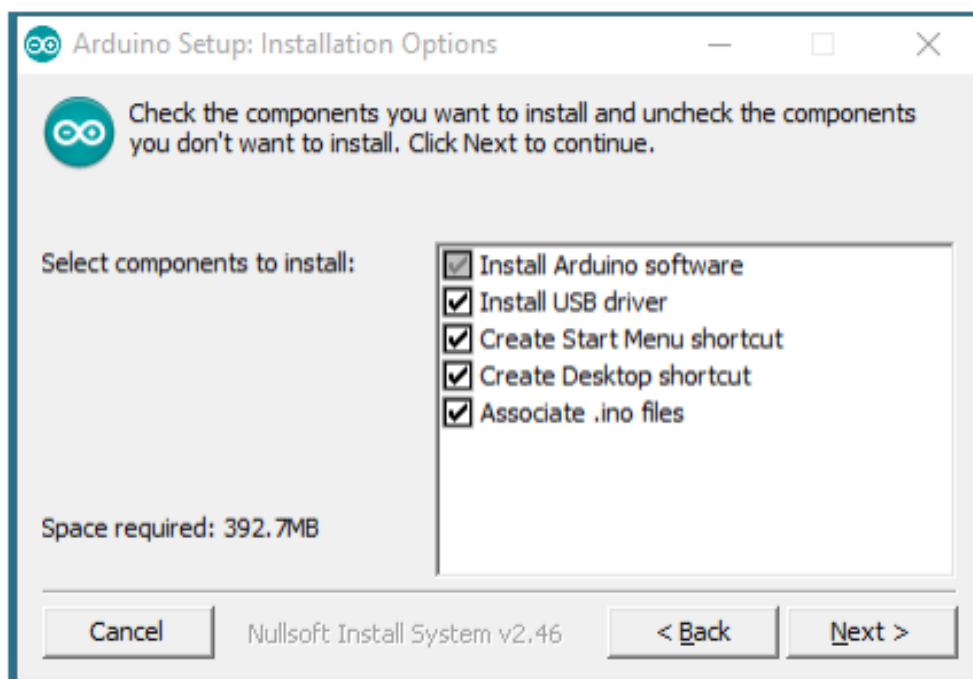 Arduino Setup: Installation Options
Check the components you want to install and uncheck the components
you don't want to install. Click Next to continue.
Select components to install:
Install Arduino software
Install USB driver
Create Start Menu shortcut
Create Desktop shortcut
Associate .ino files
Space required: 392.7MB
Cancel
Nullsoft Install System v2.46
< Back
Next >